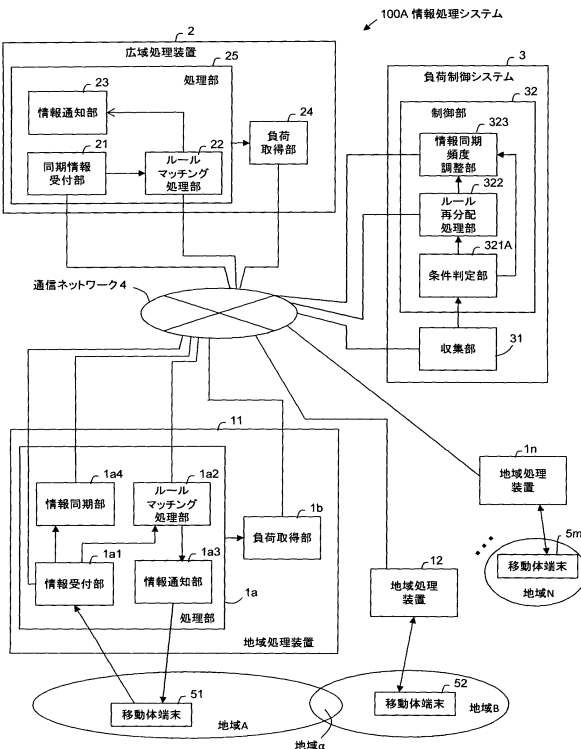 100A 情報処理システム
2
広域処理装置
25
処理部
23
情報通知部
21
同期情報
受付部
22
ルール
マッチング
処理部
24
負荷
取得部
3
負荷制御システム
32
制御部
323
情報同期
頻度
調整部
322
ルール
再分配
処理部
321A
条件判定部
31
収集部
通信ネットワーク4
11
1a4
情報同期部
1a2
ルール
マッチング
処理部
1b
負荷取得部
1a1
情報受付部
1a3
情報通知部
1a
処理部
地域処理装置
12
地域処理
装置
1n
地域処理
装置
5m
移動体端末
地域N
51
移動体端末
地域A
52
移動体端末
地域B
地域α